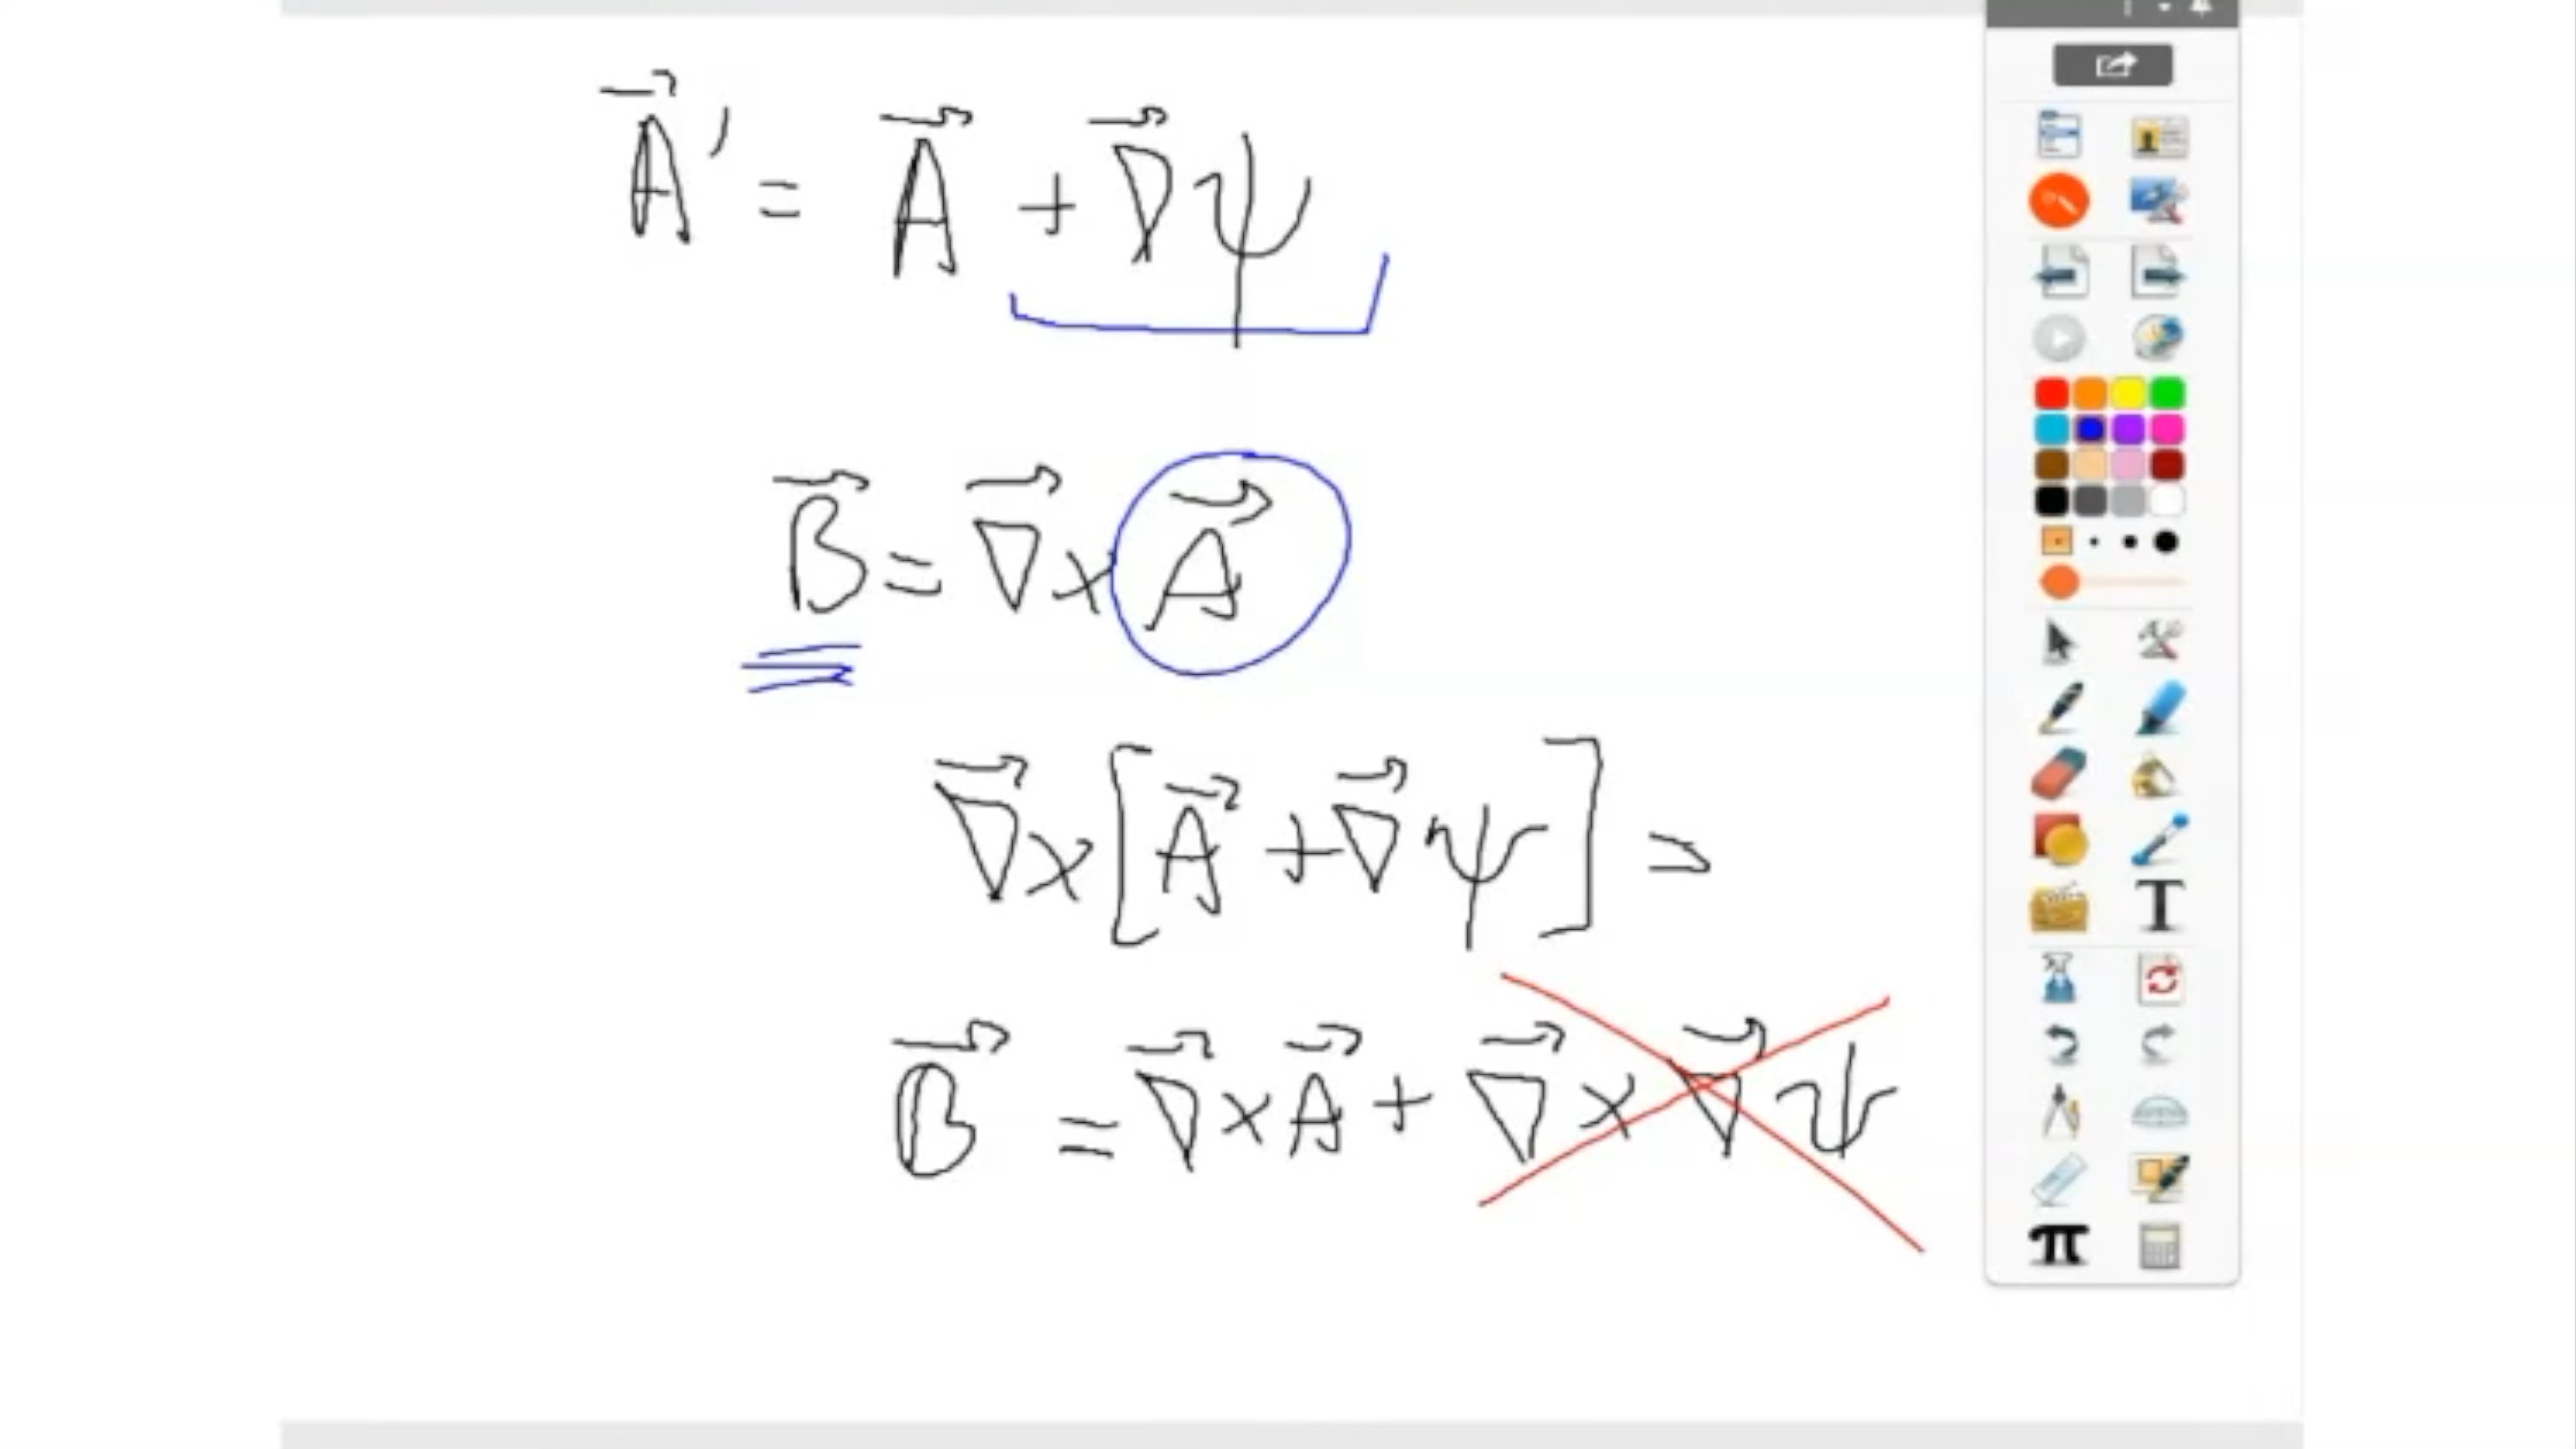 A⃗' = A⃗ + ∇⃗ψ
B⃗ = ∇⃗ × A⃗
∇⃗ × [A⃗ + ∇⃗ψ] =
B⃗ = ∇⃗ × A⃗ + ∇⃗ × ∇⃗ψ
T
π